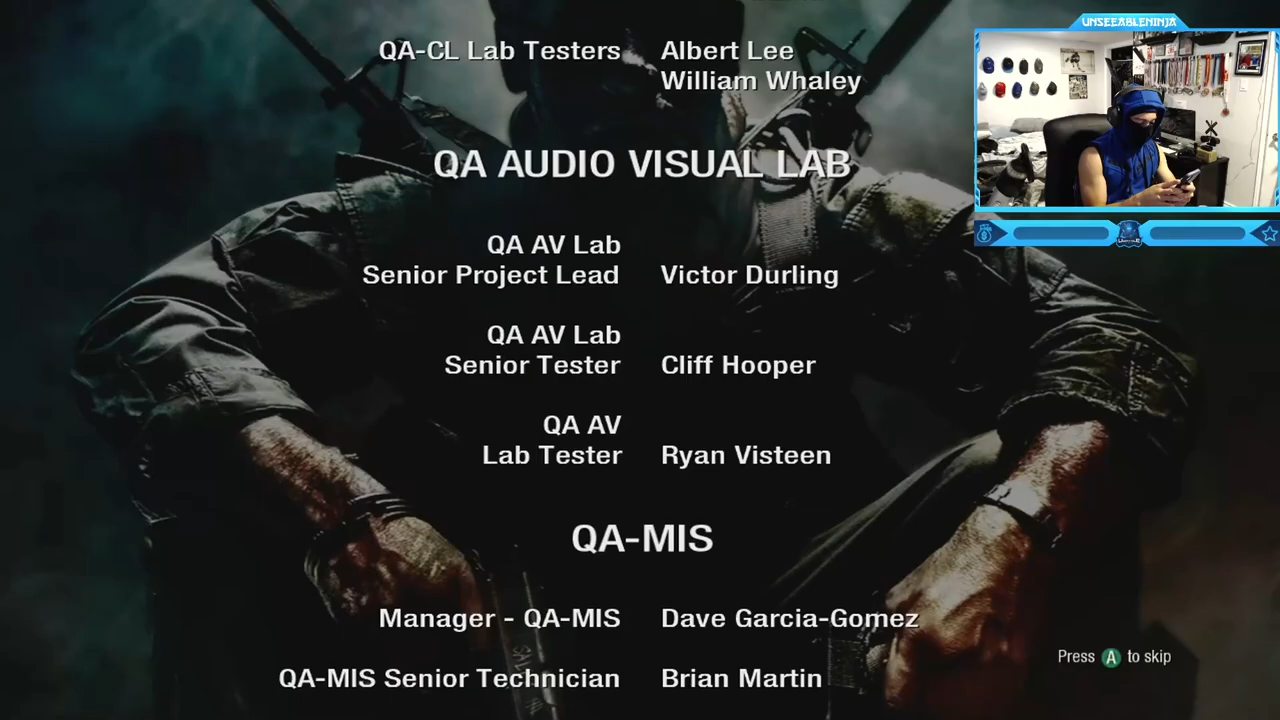 QA-CL Lab Testers Albert Lee
William Whaley
UNSEEABLENINJA
QA AUDIO VISUAL LAB
QA AV Lab
Senior Project Lead Victor Durling
QA AV Lab
Senior Tester Cliff Hooper
QA AV
Lab Tester Ryan Visteen
QA-MIS
Manager - QA-MIS Dave Garcia-Gomez
Press A to skip
QA-MIS Senior Technician Brian Martin